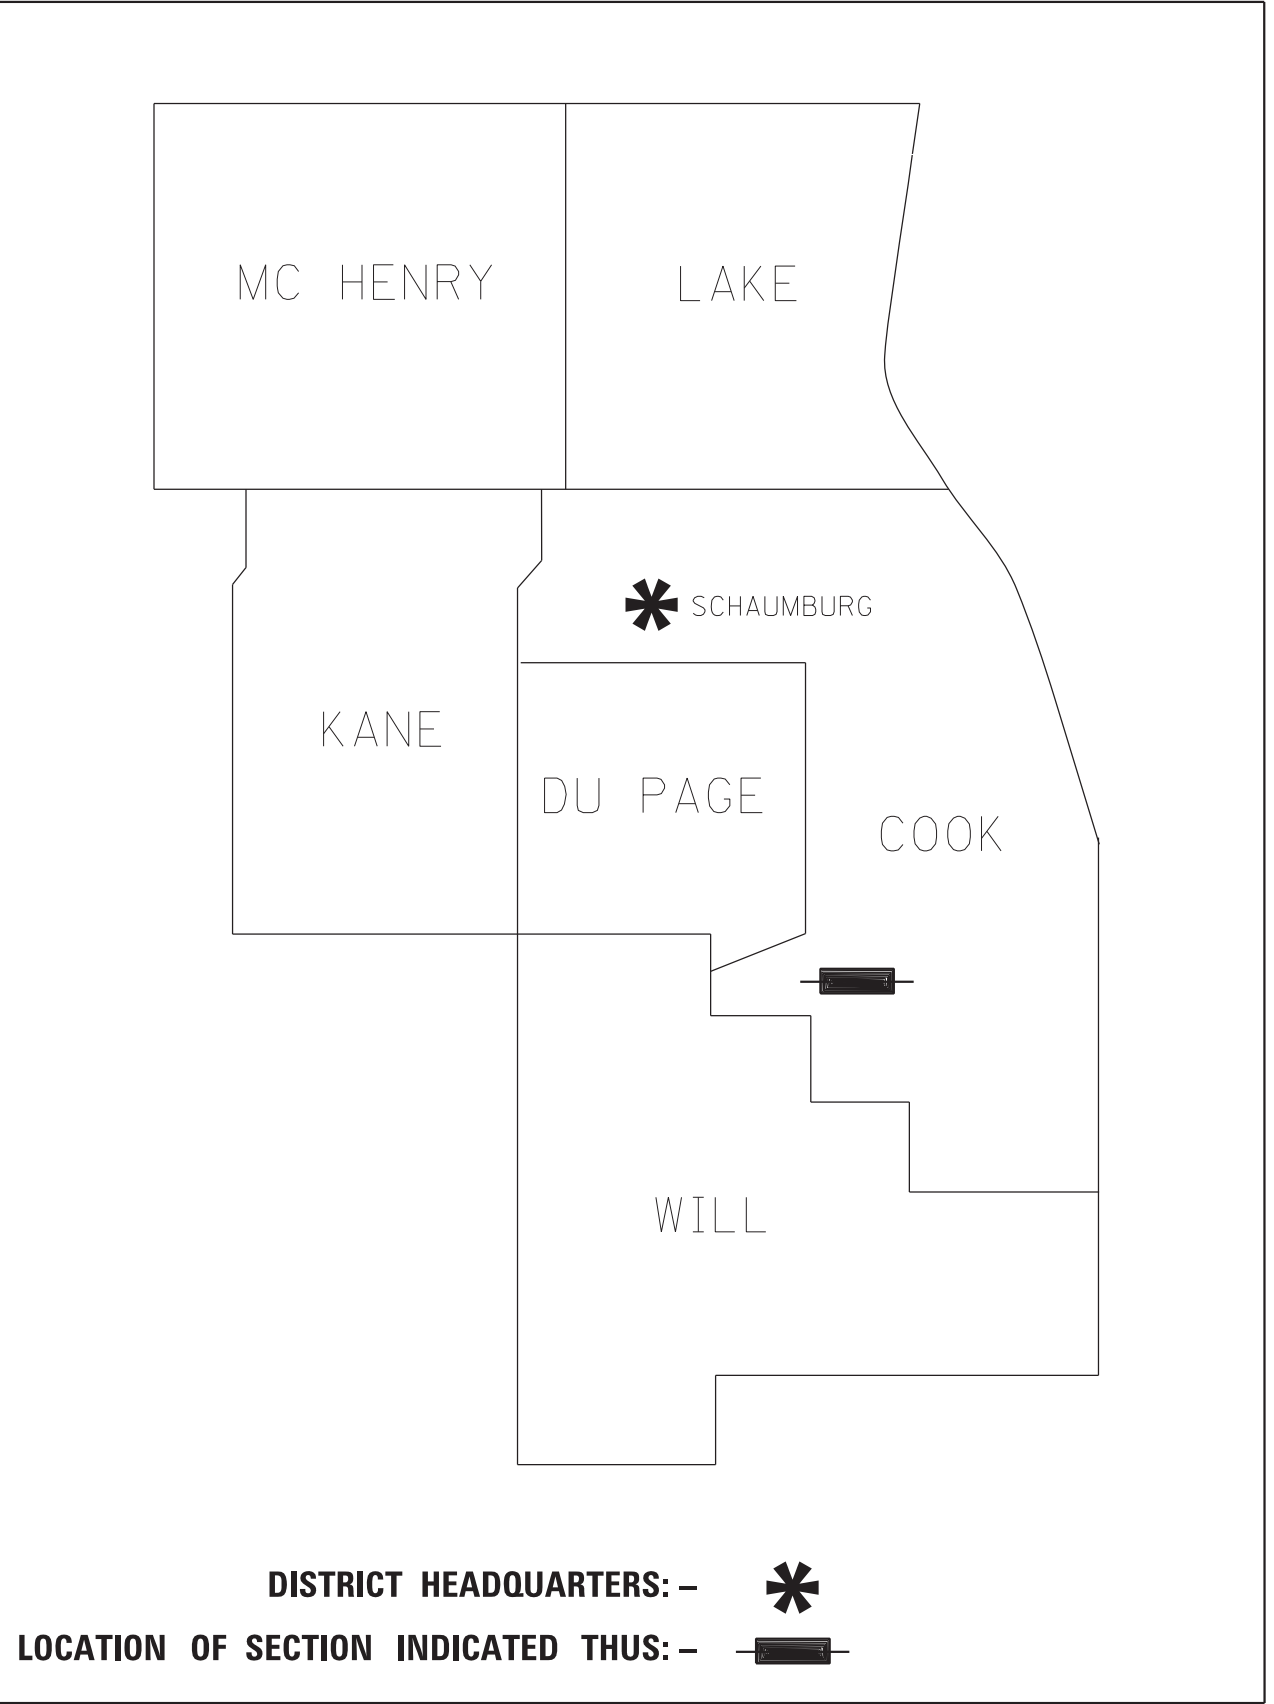 MC HENRY
LAKE
SCHAUMBURG
KANE
DU PAGE
COOK
WILL
DISTRICT HEADQUARTERS: –
LOCATION OF SECTION INDICATED THUS: –